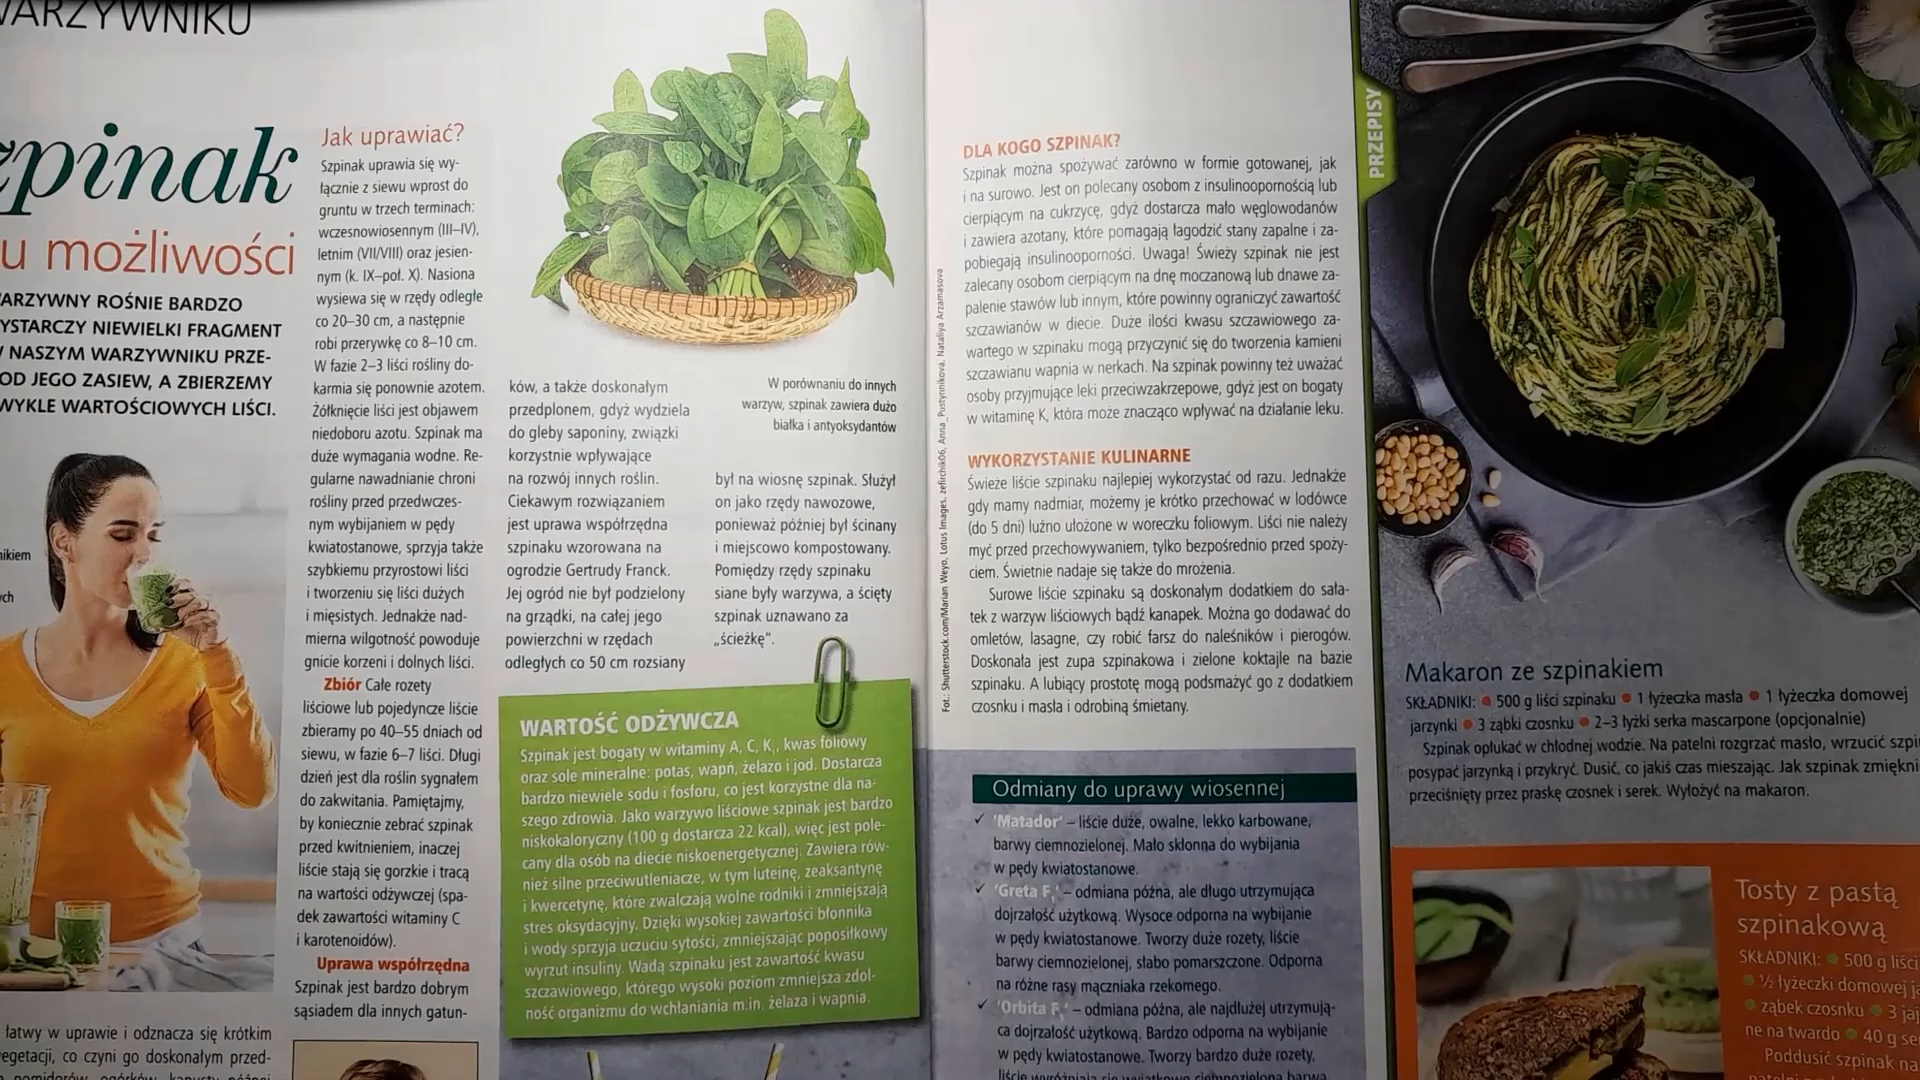 WARZYWNIKU
szpinak
u możliwości
WARZYWNY ROŚNIE BARDZO
WYSTARCZY NIEWIELKI FRAGMENT
W NASZYM WARZYWNIKU PRZE-
OD JEGO ZASIEW, A ZBIERZEMY
WYKLE WARTOŚCIOWYCH LIŚCI.
łatwy w uprawie i odznacza się krótkim
egetacji, co czyni go doskonałym przed-
Jak uprawiać?
Szpinak uprawia się wy-
łącznie z siewu wprost do
gruntu w trzech terminach:
wczesnowiosennym (III–IV),
letnim (VII/VIII) oraz jesien-
nym (k. IX–poł. X). Nasiona
wysiewa się w rzędy odległe
co 20–30 cm, a następnie
robi przerywkę co 8–10 cm.
W fazie 2–3 liści rośliny do-
karmia się ponownie azotem.
Żółknięcie liści jest objawem
niedoboru azotu. Szpinak ma
duże wymagania wodne. Re-
gularne nawadnianie chroni
rośliny przed przedwczes-
nym wybijaniem w pędy
kwiatostanowe, sprzyja także
szybkiemu przyrostowi liści
i tworzeniu się liści dużych
i mięsistych. Jednakże nad-
mierna wilgotność powoduje
gnicie korzeni i dolnych liści.
Zbiór Całe rozety
liściowe lub pojedyncze liście
zbieramy po 40–55 dniach od
siewu, w fazie 6–7 liści. Długi
dzień jest dla roślin sygnałem
do zakwitania. Pamiętajmy,
by koniecznie zebrać szpinak
przed kwitnieniem, inaczej
liście stają się gorzkie i tracą
na wartości odżywczej (spa-
dek zawartości witaminy C
i karotenoidów).
Uprawa współrzędna
Szpinak jest bardzo dobrym
sąsiadem dla innych gatun-
ków, a także doskonałym
przedplonem, gdyż wydziela
do gleby saponiny, związki
korzystnie wpływające
na rozwój innych roślin.
Ciekawym rozwiązaniem
jest uprawa współrzędna
szpinaku wzorowana na
ogrodzie Gertrudy Franck.
Jej ogród nie był podzielony
na grządki, na całej jego
powierzchni w rzędach
odległych co 50 cm rozsiany
W porównaniu do innych
warzyw, szpinak zawiera dużo
białka i antyoksydantów
był na wiosnę szpinak. Służył
on jako rzędy nawozowe,
ponieważ później był ścinany
i miejscowo kompostowany.
Pomiędzy rzędy szpinaku
siane były warzywa, a ścięty
szpinak uznawano za
„ścieżkę”.
WARTOŚĆ ODŻYWCZA
Szpinak jest bogaty w witaminy A, C, K, kwas foliowy
oraz sole mineralne: potas, wapń, żelazo i jod. Dostarcza
bardzo niewiele sodu i fosforu, co jest korzystne dla na-
szego zdrowia. Jako warzywo liściowe szpinak jest bardzo
niskokaloryczny (100 g dostarcza 22 kcal), więc jest pole-
cany dla osób na diecie niskoenergetycznej. Zawiera rów-
nież silne przeciwutleniacze, w tym luteinę, zeaksantynę
i kwercetynę, które zwalczają wolne rodniki i zmniejszają
stres oksydacyjny. Dzięki wysokiej zawartości błonnika
i wody sprzyja uczuciu sytości, zmniejszając poposiłkowy
wyrzut insuliny. Wadą szpinaku jest zawartość kwasu
szczawiowego, którego wysoki poziom zmniejsza zdol-
ność organizmu do wchłaniania m.in. żelaza i wapnia.
Fot.: Shutterstock.com/Marian Weyo, Lotus Images, zefirchik06, Anna_Pustynnikova, Nataliya Arzamasova
DLA KOGO SZPINAK?
Szpinak można spożywać zarówno w formie gotowanej, jak
i na surowo. Jest on polecany osobom z insulinoopornością lub
cierpiącym na cukrzycę, gdyż dostarcza mało węglowodanów
i zawiera azotany, które pomagają łagodzić stany zapalne i za-
pobiegają insulinooporności. Uwaga! Świeży szpinak nie jest
zalecany osobom cierpiącym na dnę moczanową lub dnawe za-
palenie stawów lub innym, które powinny ograniczyć zawartość
szczawianów w diecie. Duże ilości kwasu szczawiowego za-
wartego w szpinaku mogą przyczynić się do tworzenia kamieni
szczawianu wapnia w nerkach. Na szpinak powinny też uważać
osoby przyjmujące leki przeciwzakrzepowe, gdyż jest on bogaty
w witaminę K, która może znacząco wpływać na działanie leku.
WYKORZYSTANIE KULINARNE
Świeże liście szpinaku najlepiej wykorzystać od razu. Jednakże
gdy mamy nadmiar, możemy je krótko przechować w lodówce
(do 5 dni) luźno ułożone w woreczku foliowym. Liści nie należy
myć przed przechowywaniem, tylko bezpośrednio przed spoży-
ciem. Świetnie nadaje się także do mrożenia.
Surowe liście szpinaku są doskonałym dodatkiem do sała-
tek z warzyw liściowych bądź kanapek. Można go dodawać do
omletów, lasagne, czy robić farsz do naleśników i pierogów.
Doskonała jest zupa szpinakowa i zielone koktajle na bazie
szpinaku. A lubiący prostotę mogą podsmażyć go z dodatkiem
czosnku i masła i odrobiną śmietany.
Odmiany do uprawy wiosennej
✓ 'Matador' – liście duże, owalne, lekko karbowane,
barwy ciemnozielonej. Mało skłonna do wybijania
w pędy kwiatostanowe.
✓ 'Greta F1' – odmiana późna, ale długo utrzymująca
dojrzałość użytkową. Wysoce odporna na wybijanie
w pędy kwiatostanowe. Tworzy duże rozety, liście
barwy ciemnozielonej, słabo pomarszczone. Odporna
na różne rasy mączniaka rzekomego.
✓ 'Orbita F1' – odmiana późna, ale najdłużej utrzymują-
ca dojrzałość użytkową. Bardzo odporna na wybijanie
w pędy kwiatostanowe. Tworzy bardzo duże rozety,
liście wyróżniają się wyjątkowo ciemnozieloną barwą
PRZEPISY
Makaron ze szpinakiem
SKŁADNIKI: ● 500 g liści szpinaku ● 1 łyżeczka masła ● 1 łyżeczka domowej
jarzynki ● 3 ząbki czosnku ● 2–3 łyżki serka mascarpone (opcjonalnie)
Szpinak opłukać w chłodnej wodzie. Na patelni rozgrzać masło, wrzucić szpi
posypać jarzynką i przykryć. Dusić, co jakiś czas mieszając. Jak szpinak zmiękni
przeciśnięty przez praskę czosnek i serek. Wyłożyć na makaron.
Tosty z pastą
szpinakową
SKŁADNIKI: ● 500 g liści
● ½ łyżeczki domowej ja
● ząbek czosnku ● 3 jaj
ne na twardo ● 40 g se
Poddusić szpinak na